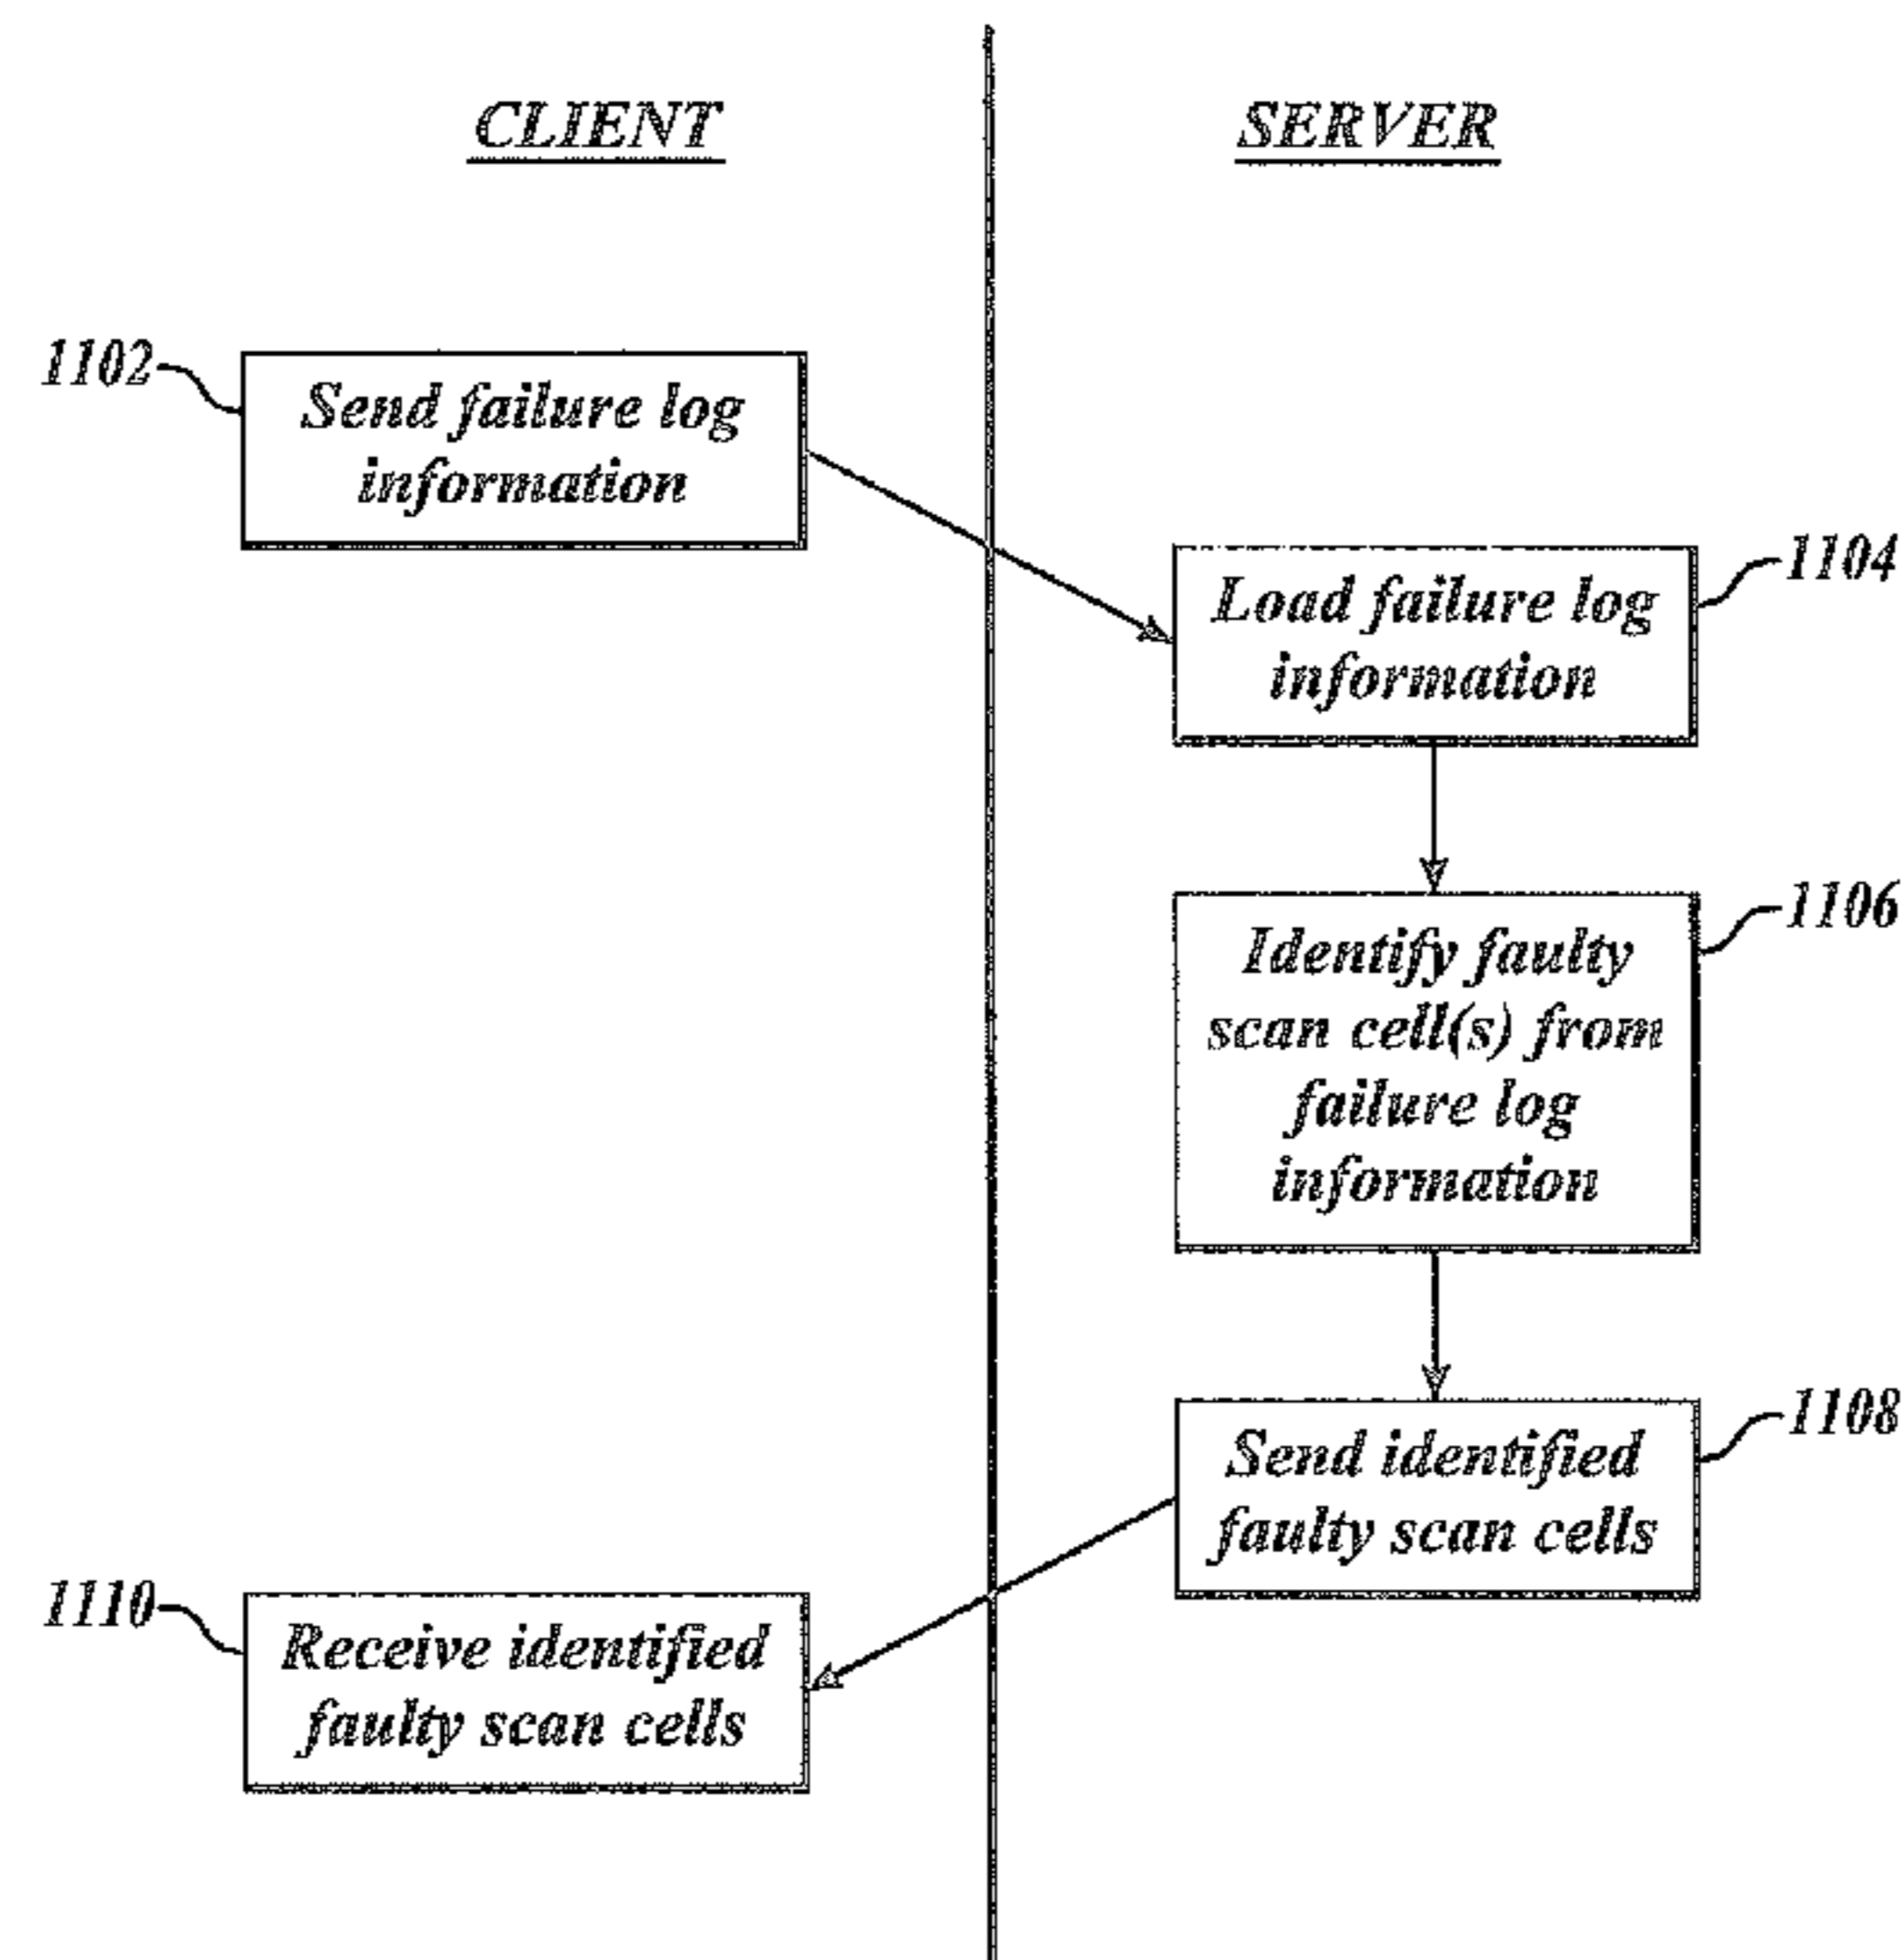 CLIENT
SERVER
1102
Send failure log
information
1104
Load failure log
information
1106
Identify faulty
scan cell(s) from
failure log
information
1108
Send identified
faulty scan cells
1110
Receive identified
faulty scan cells